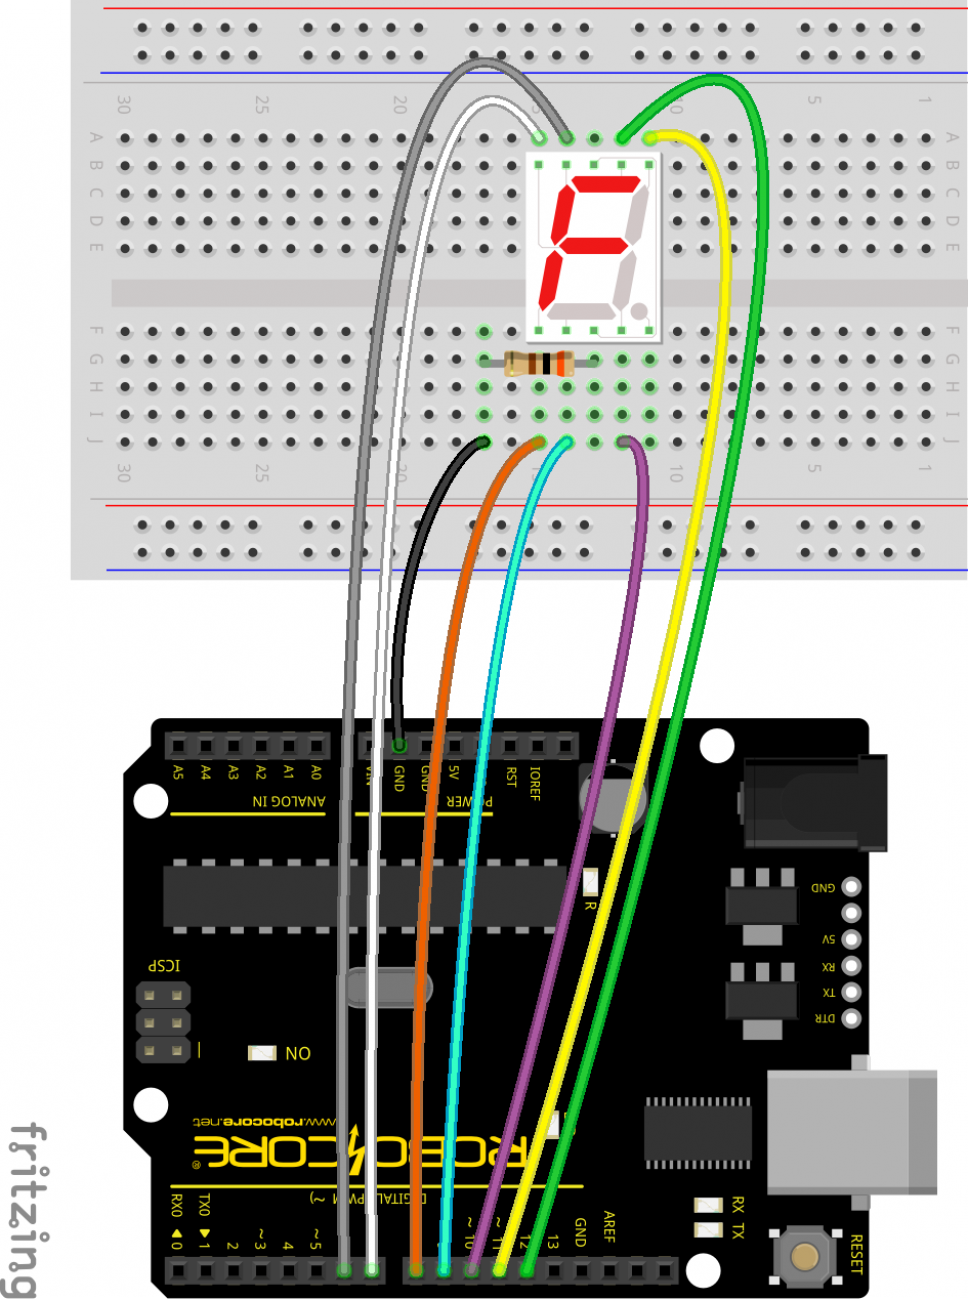 30 25 20 10 5 1
A A
B B
C C
D D
E E
F F
G G
H H
I I
J J
30 25 20 10 5 1
A5 A4 A3 A2 A1 A0 VIN GND GND 5V RST IOREF
ANALOG IN POWER
R
GND
5V
RX
TX
DTR
ICSP
ON
www.robocore.net
ROBOCORE®
DIGITAL (PWM ~)
RX0 TX0
0 1 2 ~3 4 ~5 ~10 ~11 12 13 GND AREF
RX
TX
RESET
fritzing